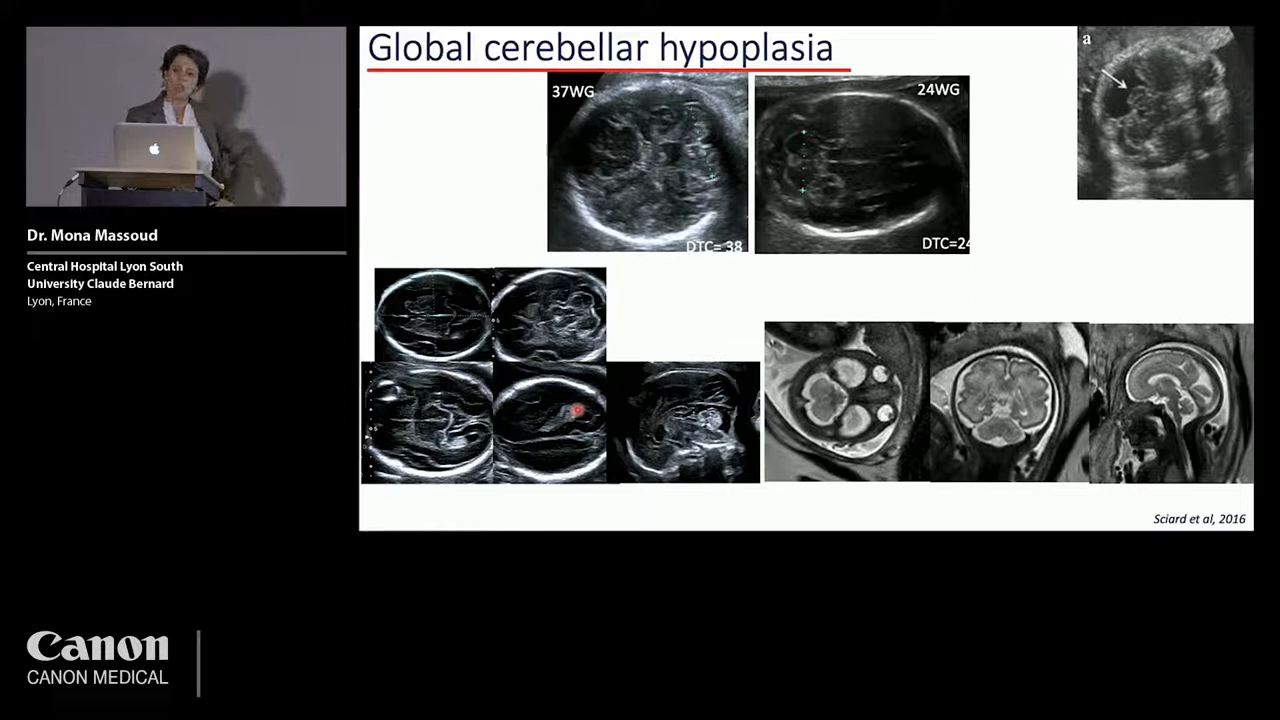 Global cerebellar hypoplasia
37WG
24WG
a
DTC= 38
DTC=24
Dr. Mona Massoud
Central Hospital Lyon South
University Claude Bernard
Lyon, France
Sciard et al, 2016
Canon
CANON MEDICAL